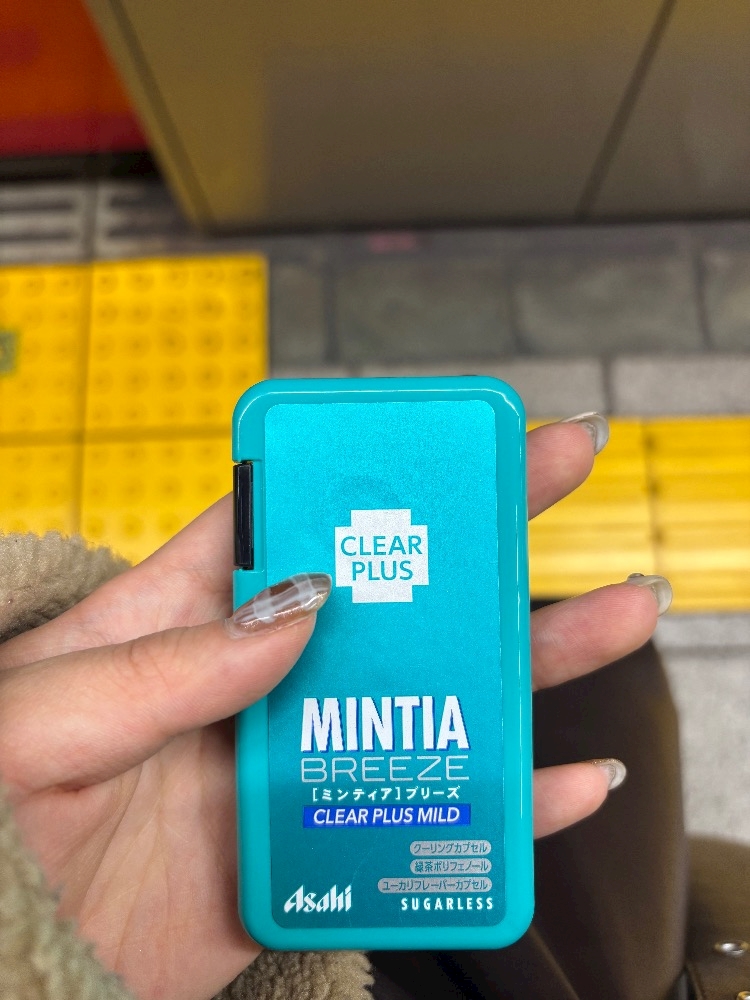 CLEAR
PLUS
MINTIA
BREEZE
[ミンティア]ブリーズ
CLEAR PLUS MILD
クーリングカプセル
緑茶ポリフェノール
ユーカリフレーバーカプセル
Asahi SUGARLESS